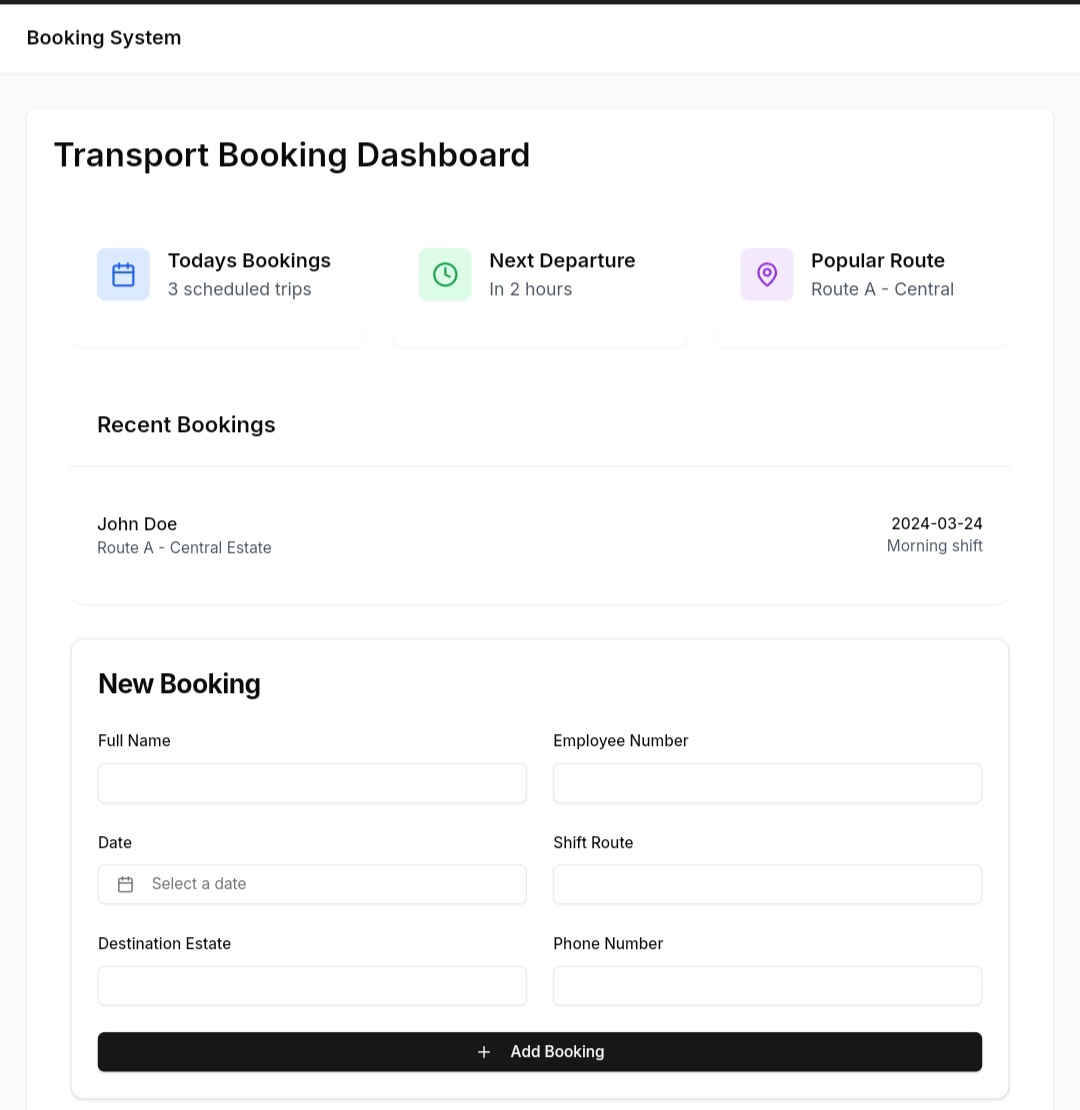 Booking System
Transport Booking Dashboard
Todays Bookings
3 scheduled trips
Next Departure
In 2 hours
Popular Route
Route A - Central
Recent Bookings
John Doe
2024-03-24
Route A - Central Estate
Morning shift
New Booking
Full Name
Employee Number
Date
Shift Route
Select a date
Destination Estate
Phone Number
Add Booking